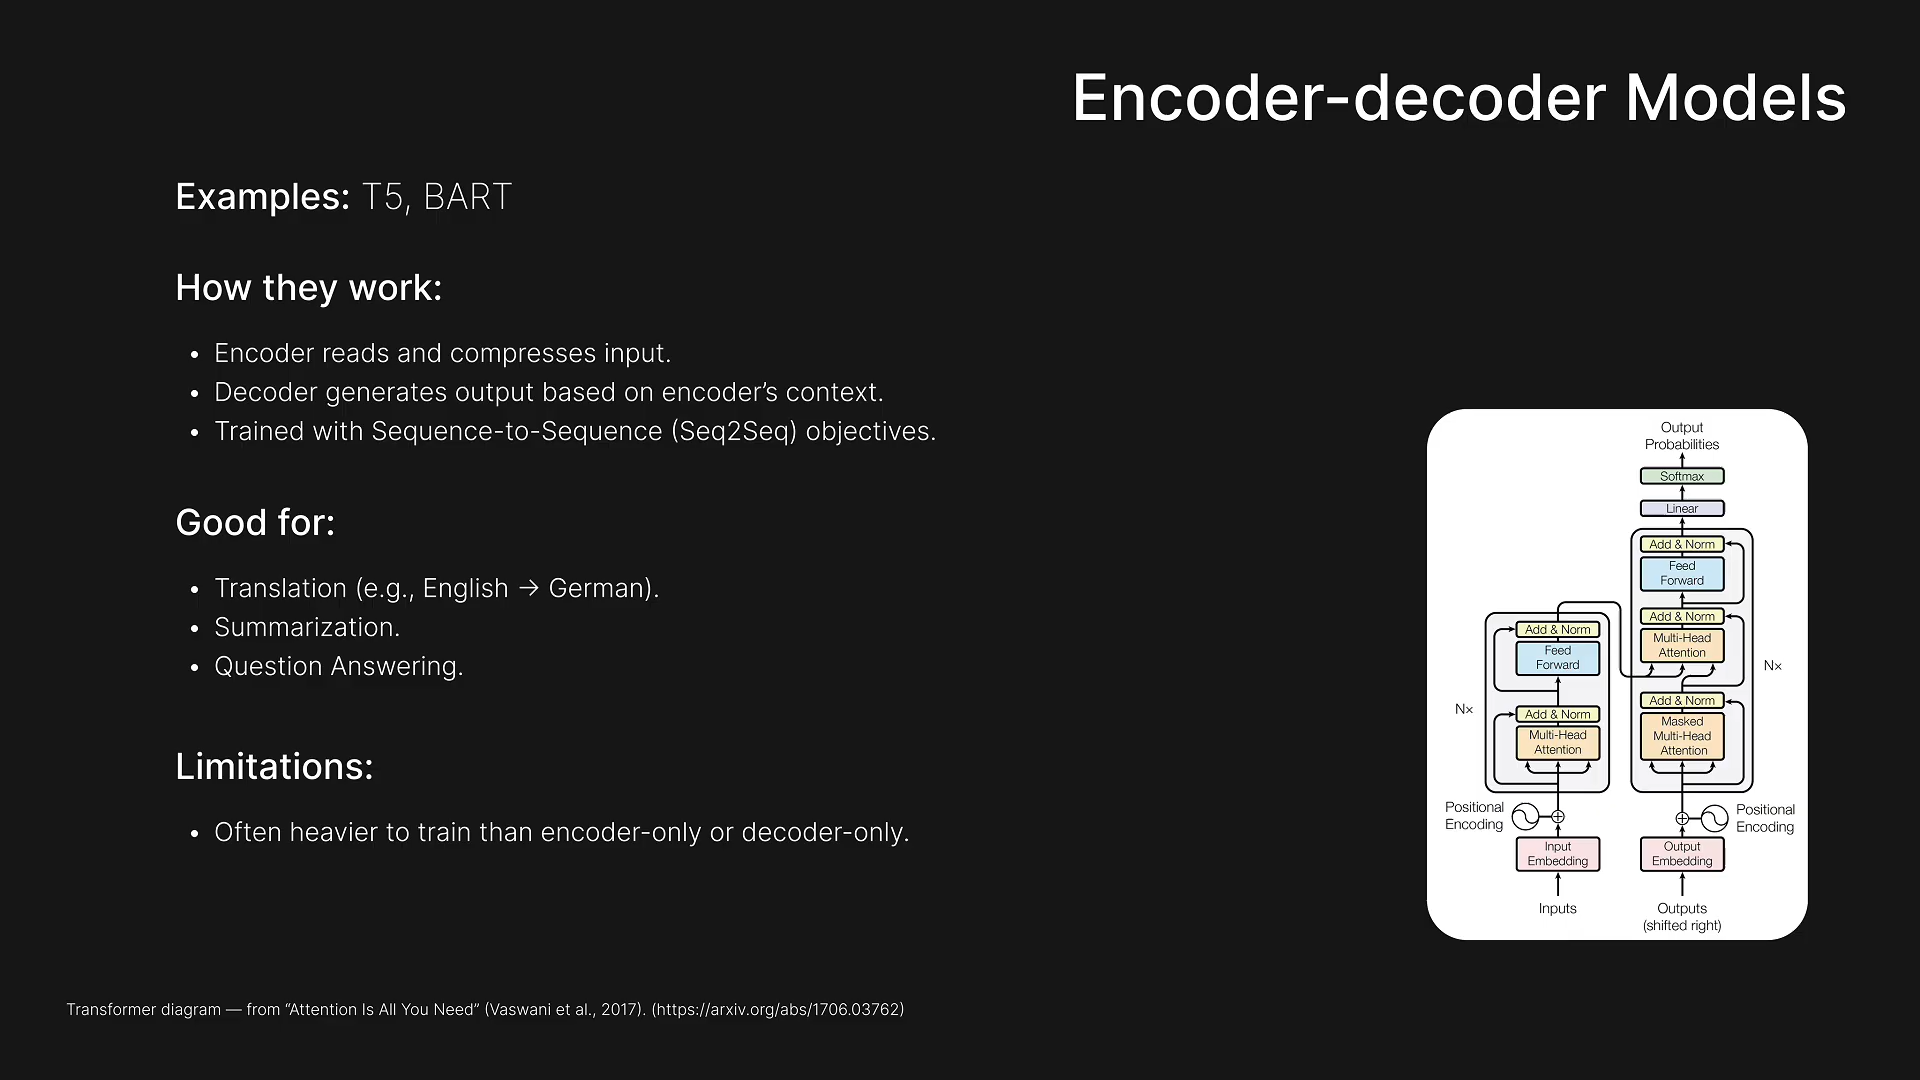 Encoder-decoder Models
Examples: T5, BART
How they work:
• Encoder reads and compresses input.
• Decoder generates output based on encoder’s context.
• Trained with Sequence-to-Sequence (Seq2Seq) objectives.
Good for:
• Translation (e.g., English → German).
• Summarization.
• Question Answering.
Limitations:
• Often heavier to train than encoder-only or decoder-only.
Output
Probabilities
Softmax
Linear
Add & Norm
Feed
Forward
Add & Norm
Multi-Head
Attention
N×
Add & Norm
Masked
Multi-Head
Attention
Add & Norm
Feed
Forward
N×
Add & Norm
Multi-Head
Attention
Positional
Encoding
Positional
Encoding
Input
Embedding
Output
Embedding
Inputs
Outputs
(shifted right)
Transformer diagram — from “Attention Is All You Need” (Vaswani et al., 2017). (https://arxiv.org/abs/1706.03762)